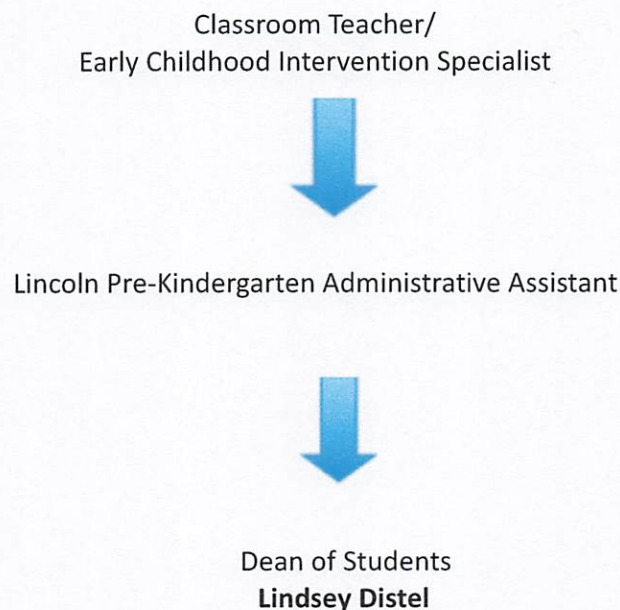 Classroom Teacher/
Early Childhood Intervention Specialist
Lincoln Pre-Kindergarten Administrative Assistant
Dean of Students
Lindsey Distel